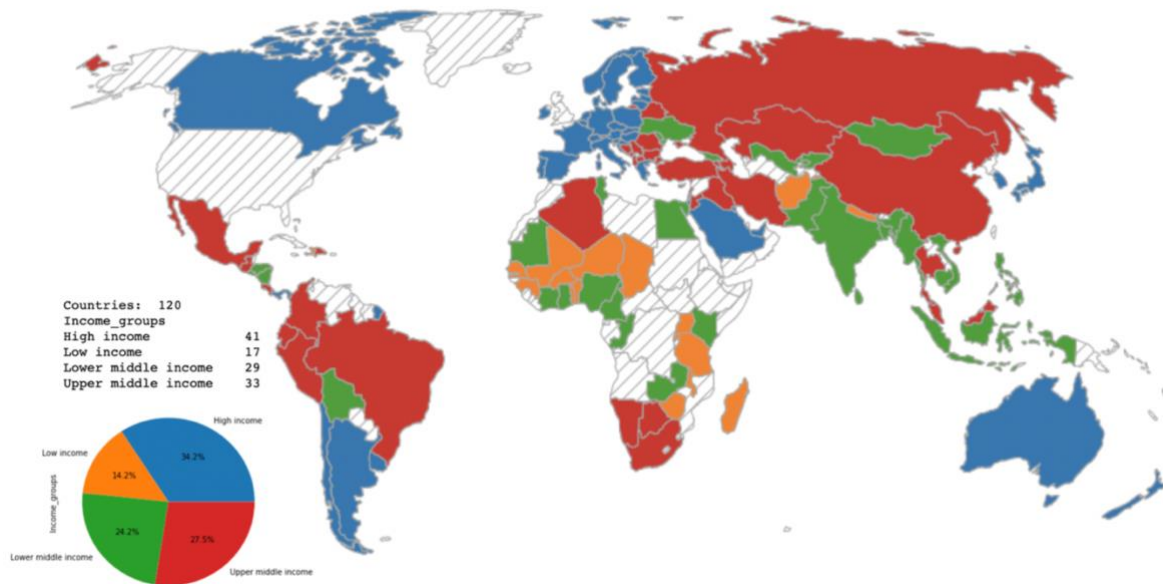 Countries: 120
Income_groups
High income 41
Low income 17
Lower middle income 29
Upper middle income 33
High income
Low income
34.2%
14.2%
Income_groups
24.2%
27.5%
Lower middle income
Upper middle income